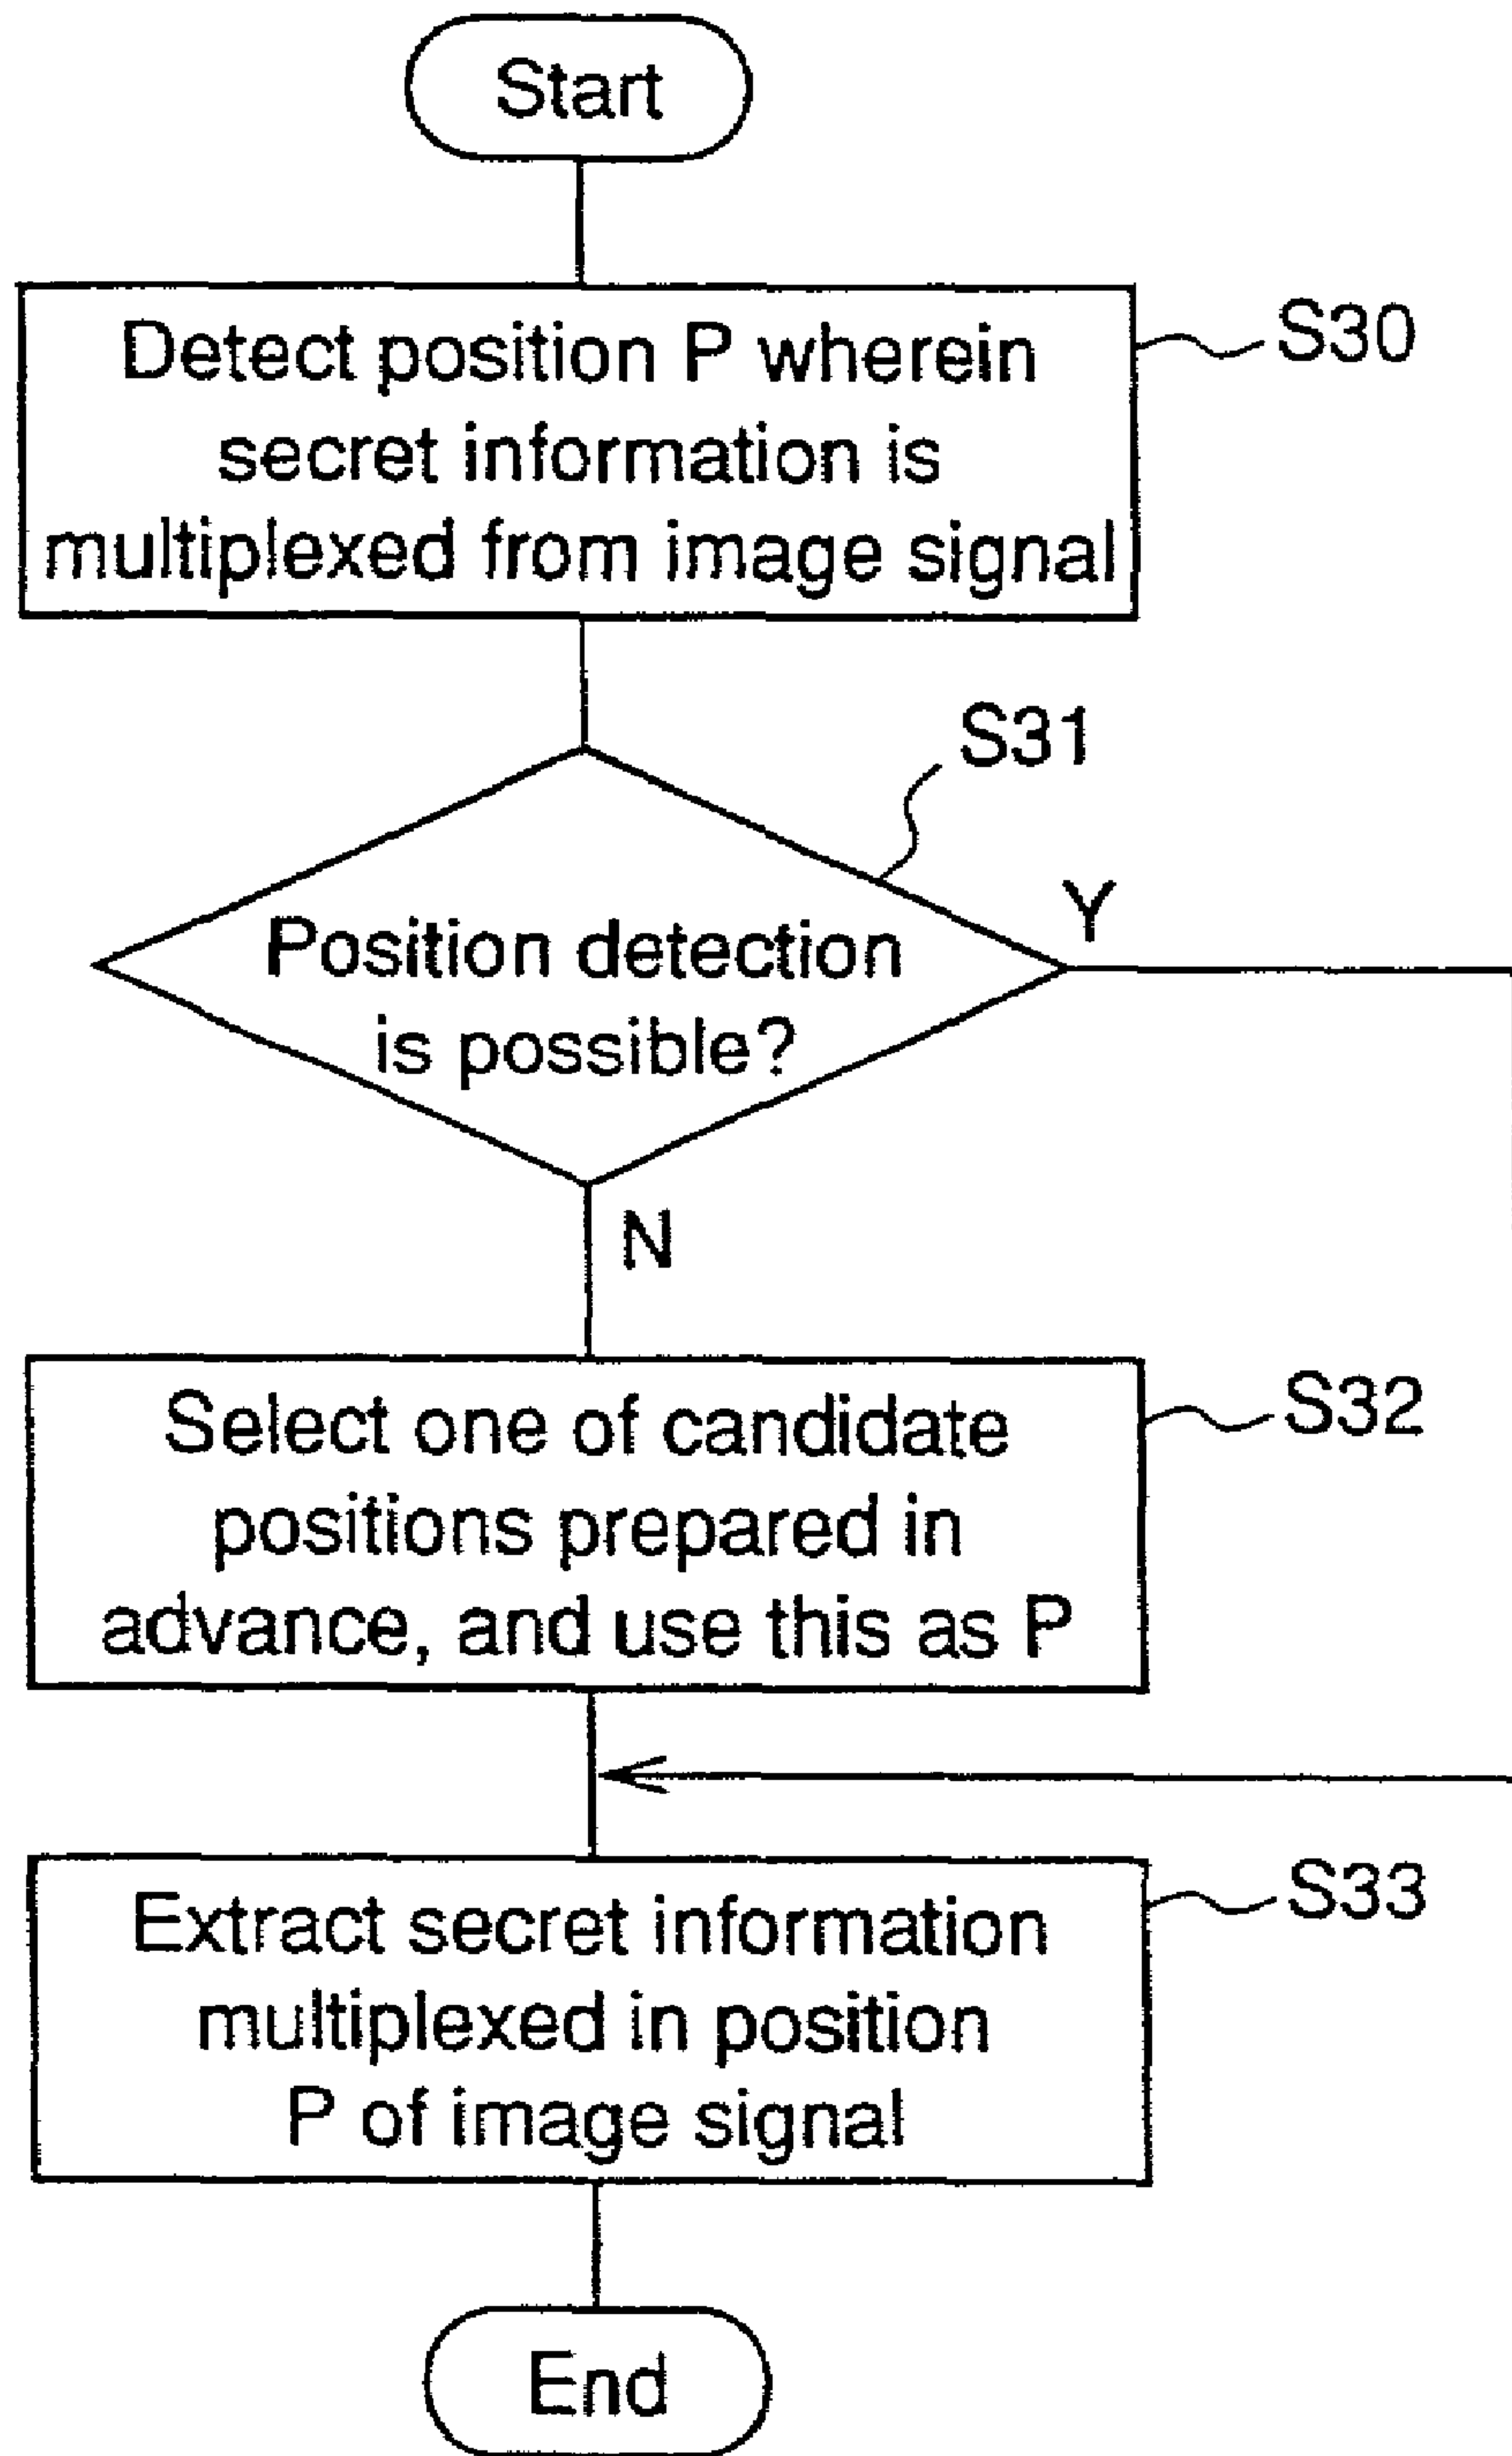 Start
Detect position P wherein
secret information is
multiplexed from image signal
S30
S31
Position detection
is possible?
Y
N
Select one of candidate
positions prepared in
advance, and use this as P
S32
Extract secret information
multiplexed in position
P of image signal
S33
End